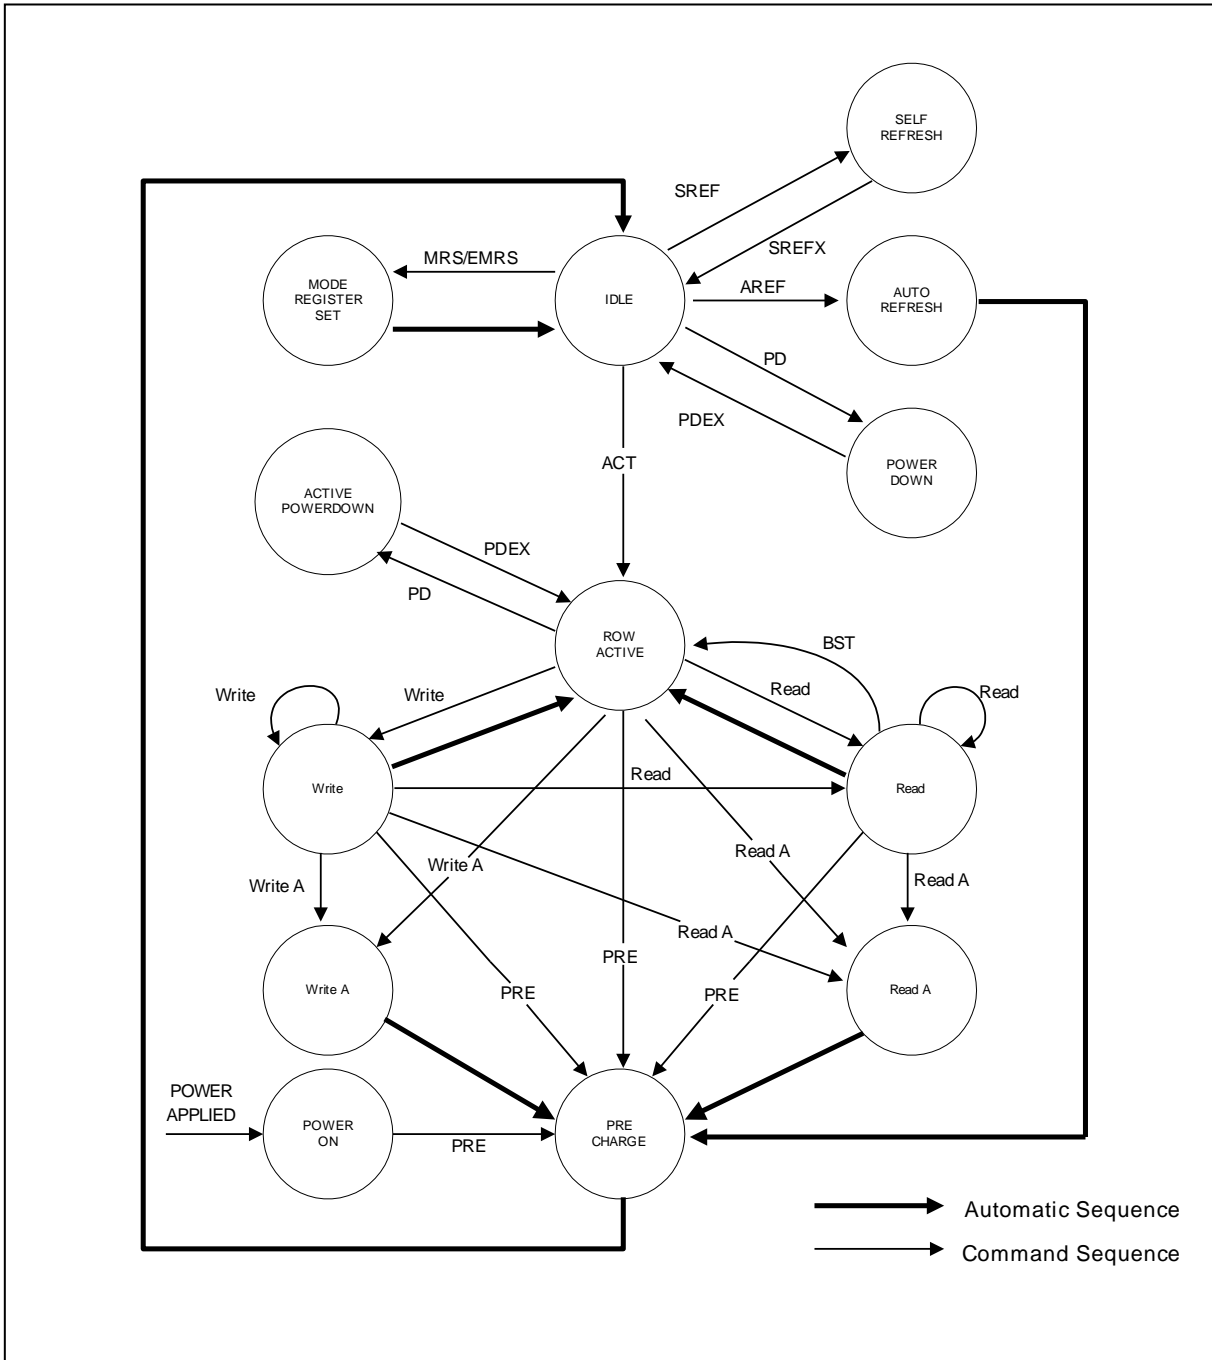 SELF
REFRESH
SREF
SREFX
MRS/EMRS
MODE
REGISTER
SET
IDLE
AREF
AUTO
REFRESH
PD
PDEX
POWER
DOWN
ACT
ACTIVE
POWERDOWN
PDEX
PD
ROW
ACTIVE
BST
Write
Write
Read
Read
Write
Read
Read
Write A
Write A
Read A
Read A
Read A
PRE
PRE
PRE
Write A
Read A
POWER
APPLIED
POWER
ON
PRE
PRE
CHARGE
Automatic Sequence
Command Sequence